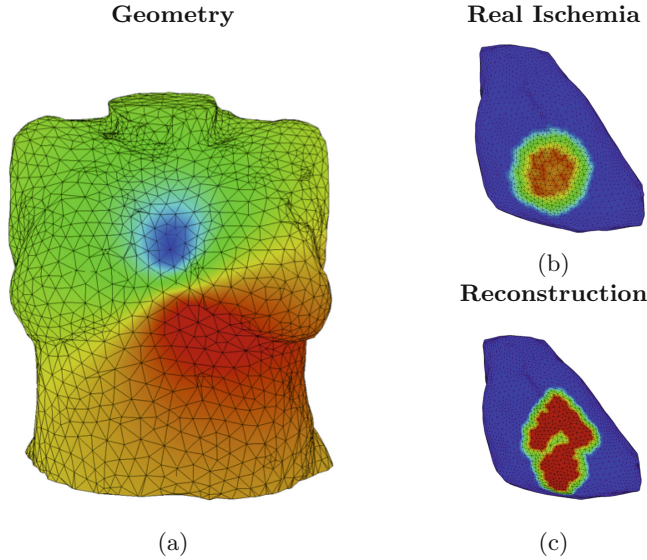 Geometry
Real Ischemia
(b)
Reconstruction
(a)
(c)